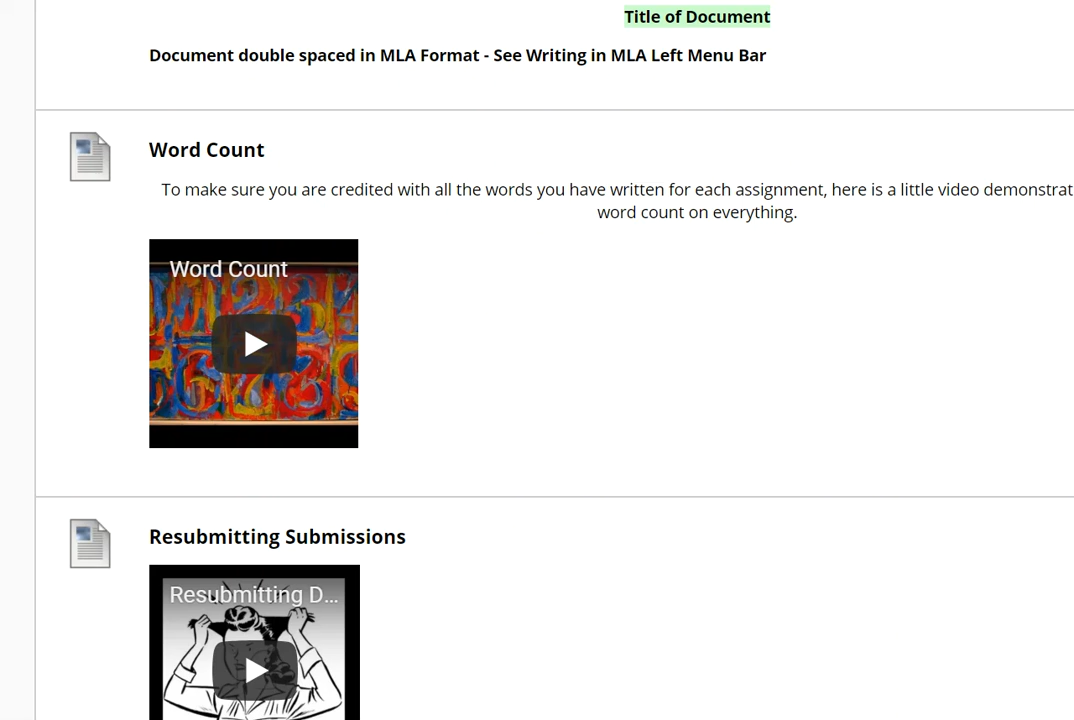 Title of Document
Document double spaced in MLA Format - See Writing in MLA Left Menu Bar
Word Count
To make sure you are credited with all the words you have written for each assignment, here is a little video demonstrat
word count on everything.
Word Count
Resubmitting Submissions
Resubmitting D...